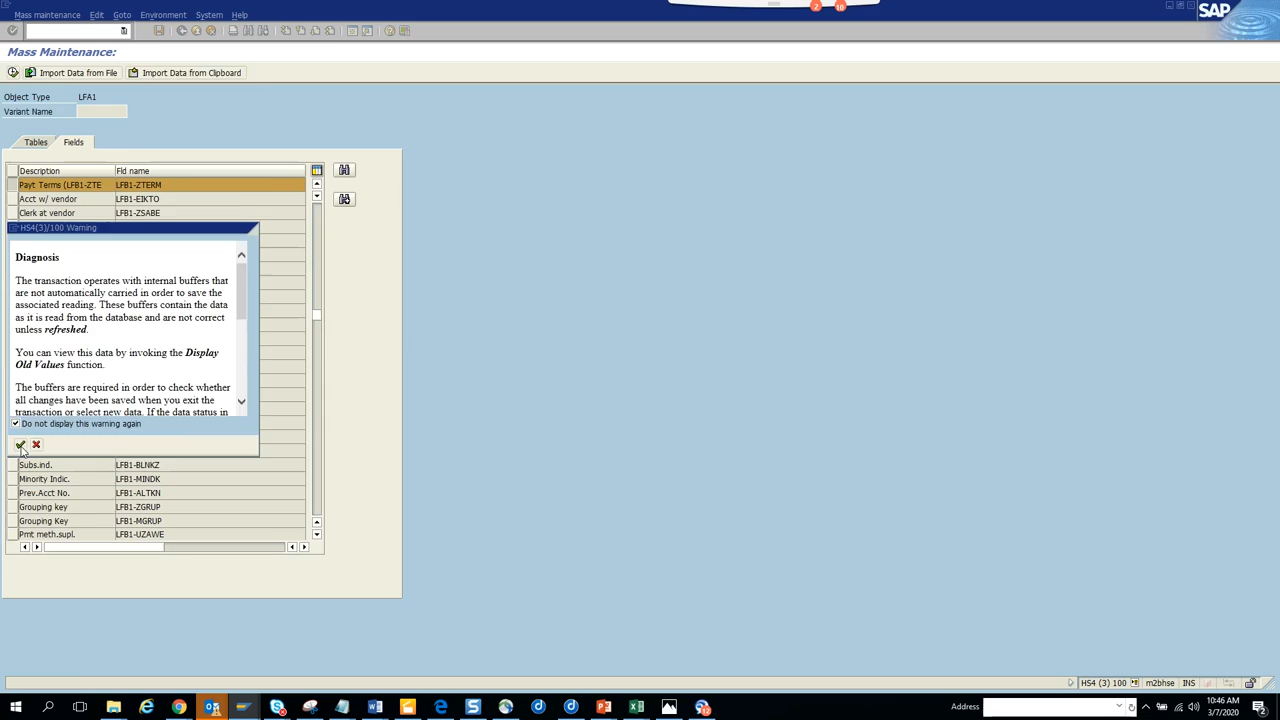 Mass maintenance Edit Goto Environment System Help
SAP
2 10
Mass Maintenance:
Import Data from File Import Data from Clipboard
Object Type LFA1
Variant Name
Tables Fields
Description Fld name
Payt Terms (LFB1-ZTE LFB1-ZTERM
Acct w/ vendor LFB1-EIKTO
Clerk at vendor LFB1-ZSABE
HS4(3)/100 Warning
Diagnosis
The transaction operates with internal buffers that
are not automatically carried in order to save the
associated reading. These buffers contain the data
as it is read from the database and are not correct
unless refreshed.
You can view this data by invoking the Display
Old Values function.
The buffers are required in order to check whether
all changes have been saved when you exit the
transaction or select new data. If the data status in
Do not display this warning again
Subs.ind. LFB1-BLNKZ
Minority Indic. LFB1-MINDK
Prev.Acct No. LFB1-ALTKN
Grouping key LFB1-ZGRUP
Grouping Key LFB1-MGRUP
Pmt meth.supl. LFB1-UZAWE
HS4 (3) 100 m2bhse INS
Address
10:46 AM
3/7/2020
12
2